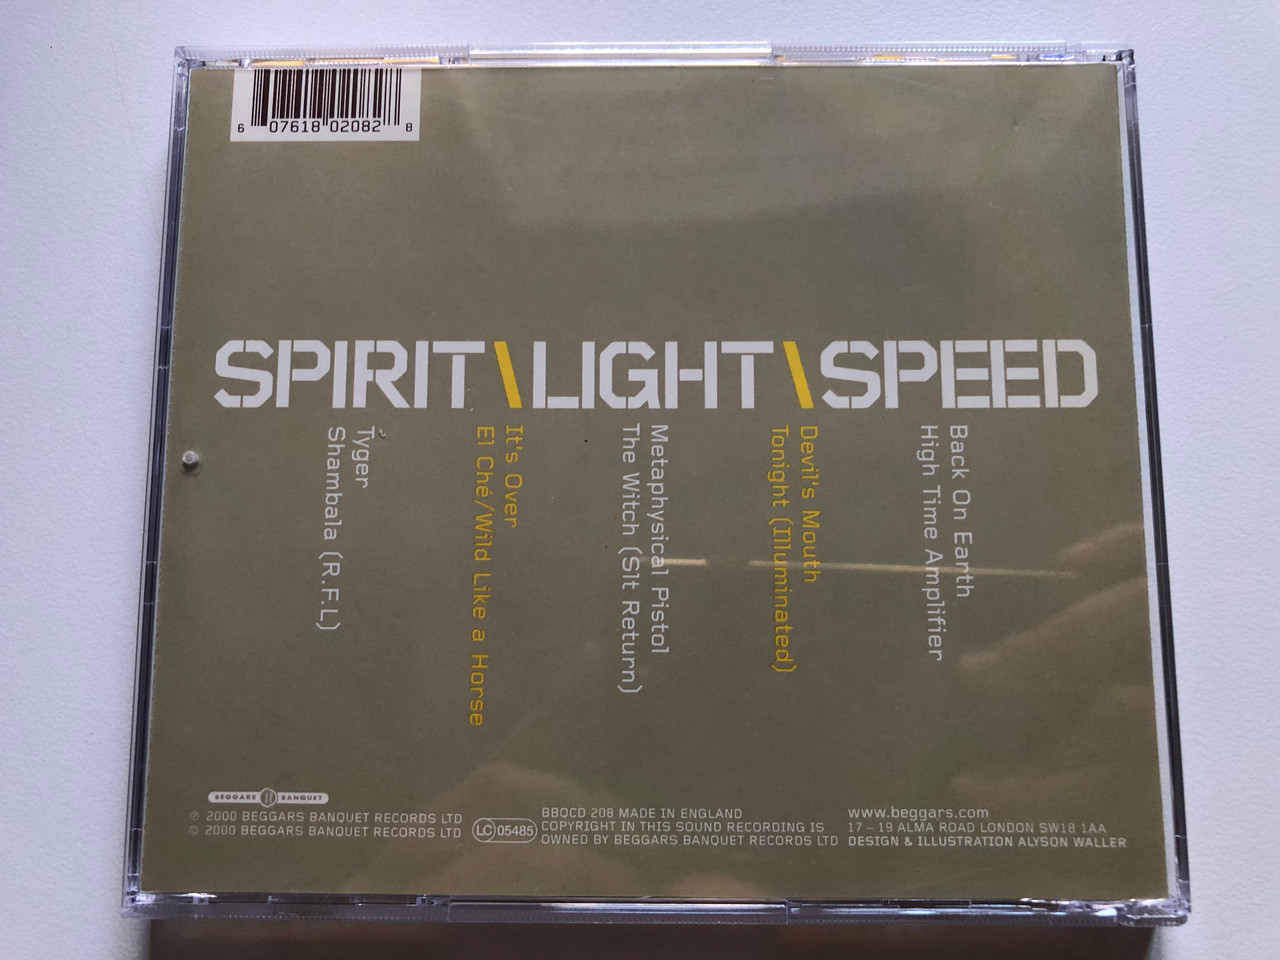 6 07618 02082 8
SPIRIT\LIGHT\SPEED
Back On Earth
High Time Amplifier
Devil's Mouth
Tonight (Illuminated)
Metaphysical Pistol
The Witch (Slt Return)
It's Over
El Ché/Wild Like a Horse
Tyger
Shambala (R.F.L)
BEGGARS BANQUET
℗ 2000 BEGGARS BANQUET RECORDS LTD
© 2000 BEGGARS BANQUET RECORDS LTD
LC 05485
BBQCD 208 MADE IN ENGLAND
COPYRIGHT IN THIS SOUND RECORDING IS
OWNED BY BEGGARS BANQUET RECORDS LTD
www.beggars.com
17 – 19 ALMA ROAD LONDON SW18 1AA
DESIGN & ILLUSTRATION ALYSON WALLER